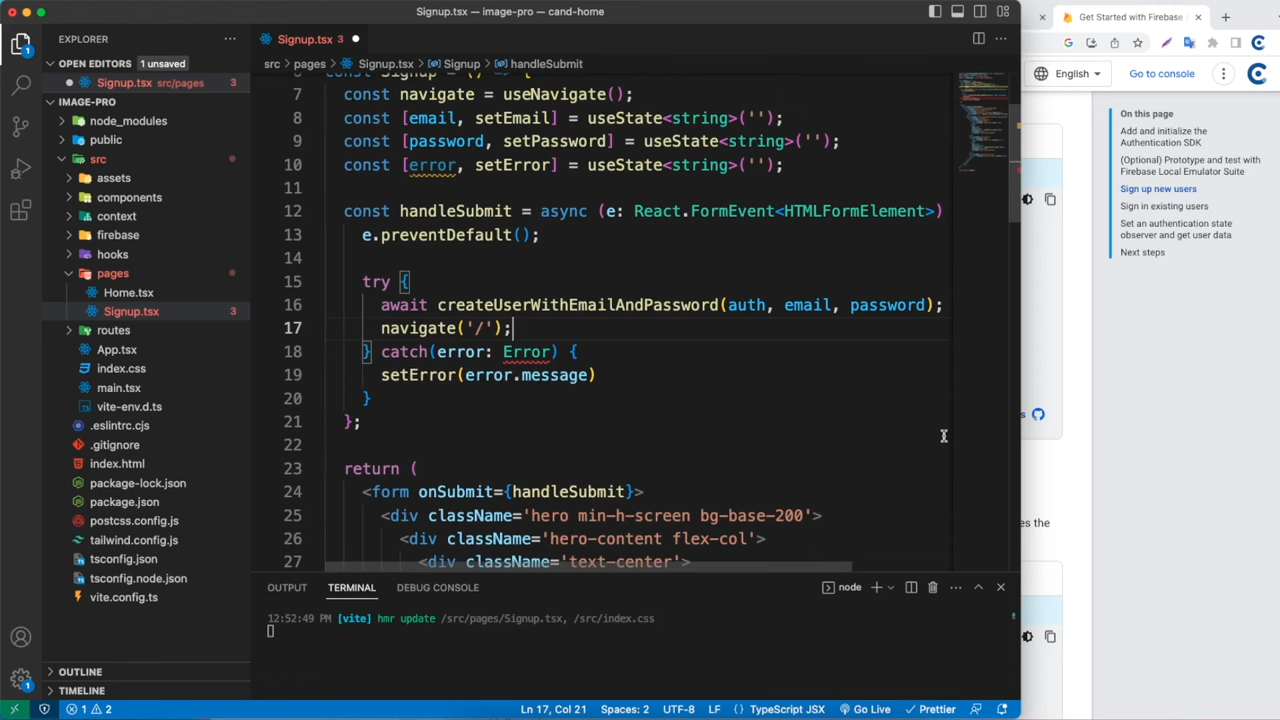 Signup.tsx — image-pro — cand-home
EXPLORER
OPEN EDITORS 1 unsaved
Signup.tsx src/pages 3
IMAGE-PRO
node_modules
public
src
assets
components
context
firebase
hooks
pages
Home.tsx
Signup.tsx 3
routes
App.tsx
index.css
main.tsx
vite-env.d.ts
.eslintrc.cjs
.gitignore
index.html
package-lock.json
package.json
postcss.config.js
tailwind.config.js
tsconfig.json
tsconfig.node.json
vite.config.ts
OUTLINE
TIMELINE
Signup.tsx 3
src > pages > Signup.tsx > Signup > handleSubmit
6 const Signup = () => {
7 const navigate = useNavigate();
8 const [email, setEmail] = useState<string>('');
9 const [password, setPassword] = useState<string>('');
10 const [error, setError] = useState<string>('');
11
12 const handleSubmit = async (e: React.FormEvent<HTMLFormElement>)
13 e.preventDefault();
14
15 try {
16 await createUserWithEmailAndPassword(auth, email, password);
17 navigate('/');
18 } catch(error: Error) {
19 setError(error.message)
20 }
21 };
22
23 return (
24 <form onSubmit={handleSubmit}>
25 <div className='hero min-h-screen bg-base-200'>
26 <div className='hero-content flex-col'>
27 <div className='text-center'>
OUTPUT TERMINAL DEBUG CONSOLE
node
12:52:49 PM [vite] hmr update /src/pages/Signup.tsx, /src/index.css
1 2
Ln 17, Col 21 Spaces: 2 UTF-8 LF {} TypeScript JSX Go Live Prettier
Get Started with Firebase
English
Go to console
On this page
Add and initialize the
Authentication SDK
(Optional) Prototype and test with
Firebase Local Emulator Suite
Sign up new users
Sign in existing users
Set an authentication state
observer and get user data
Next steps
es the